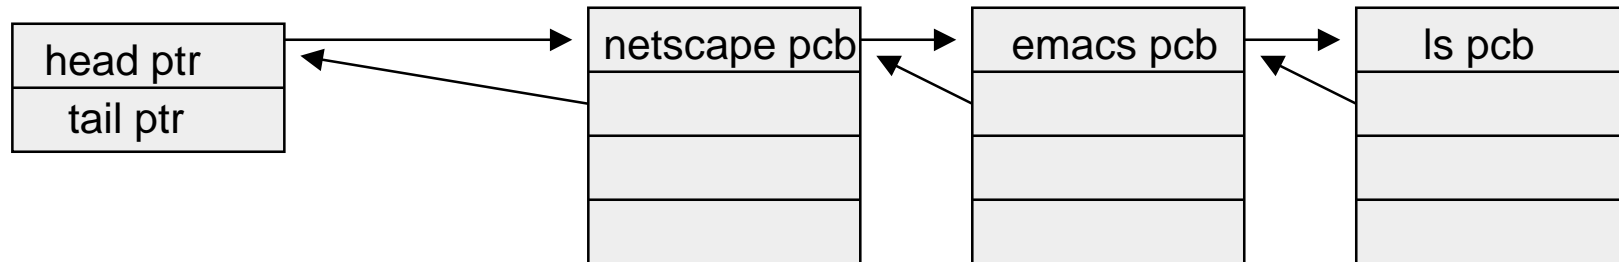 head ptr
tail ptr
netscape pcb
emacs pcb
ls pcb